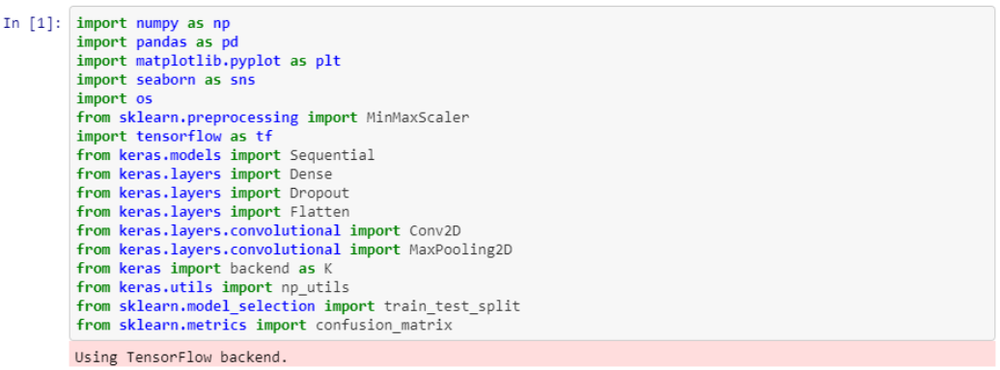 In [1]: import numpy as np
import pandas as pd
import matplotlib.pyplot as plt
import seaborn as sns
import os
from sklearn.preprocessing import MinMaxScaler
import tensorflow as tf
from keras.models import Sequential
from keras.layers import Dense
from keras.layers import Dropout
from keras.layers import Flatten
from keras.layers.convolutional import Conv2D
from keras.layers.convolutional import MaxPooling2D
from keras import backend as K
from keras.utils import np_utils
from sklearn.model_selection import train_test_split
from sklearn.metrics import confusion_matrix
Using TensorFlow backend.